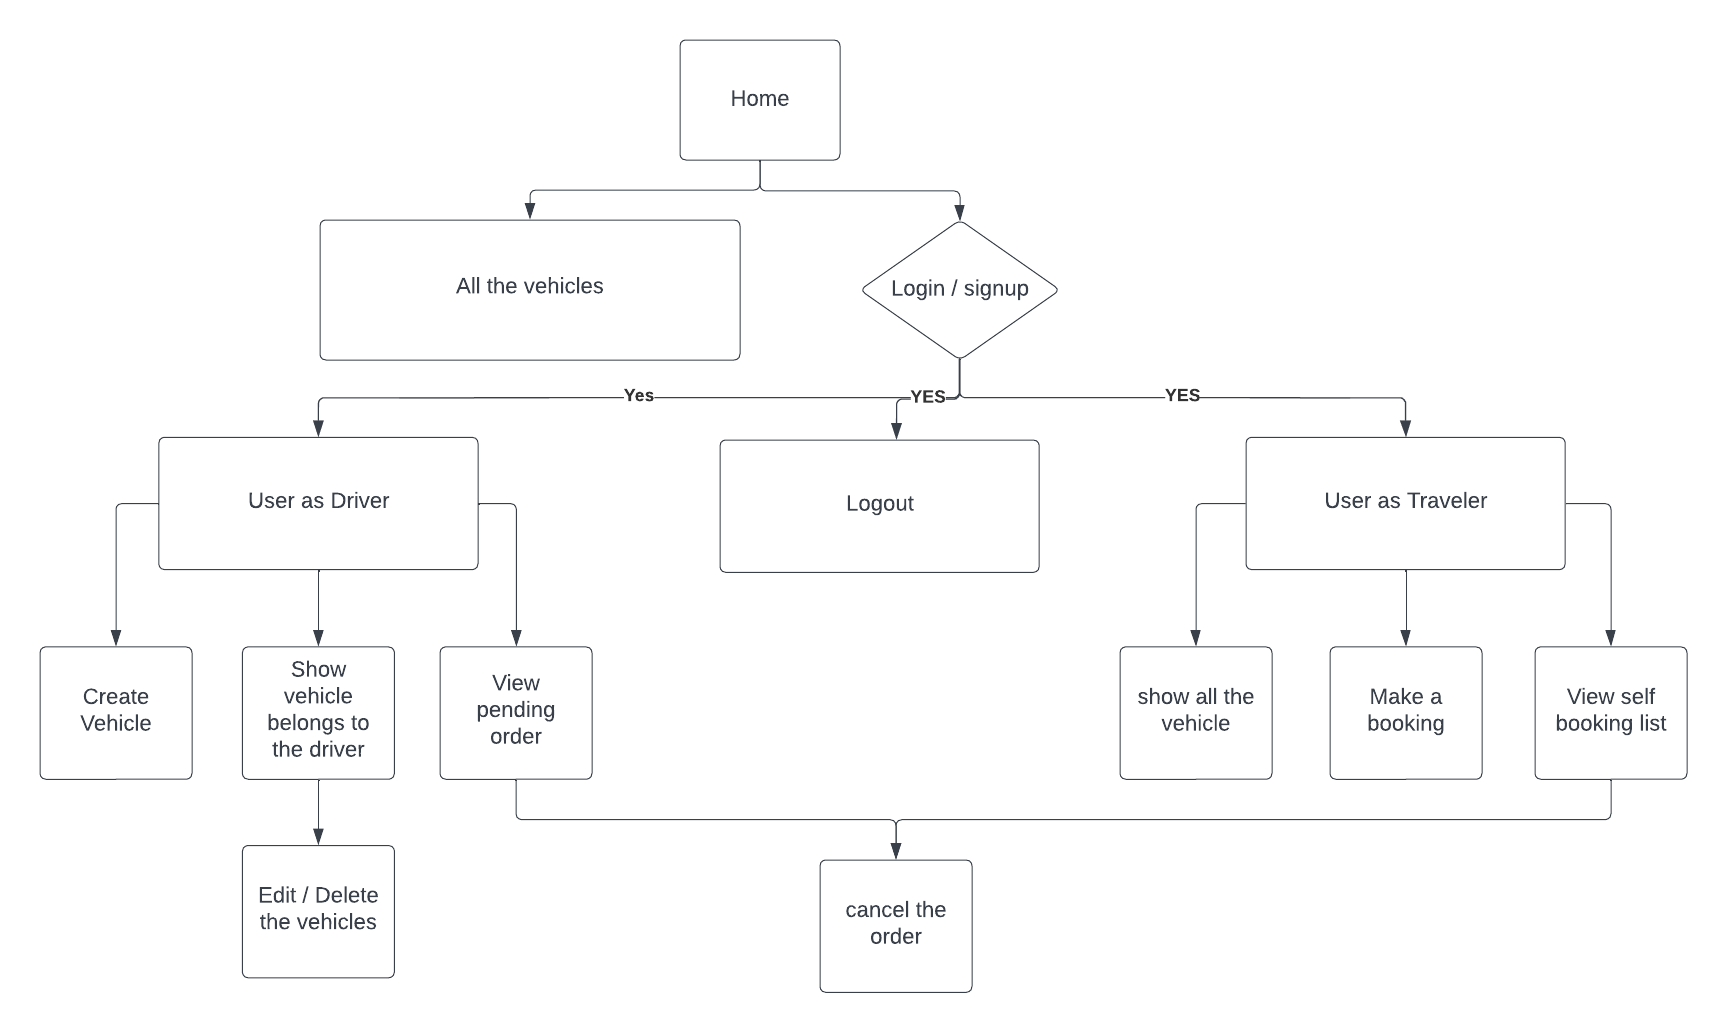 Home
All the vehicles
Login / signup
Yes
YES
YES
User as Driver
Logout
User as Traveler
Create
Vehicle
Show
vehicle
belongs to
the driver
View
pending
order
show all the
vehicle
Make a
booking
View self
booking list
Edit / Delete
the vehicles
cancel the
order